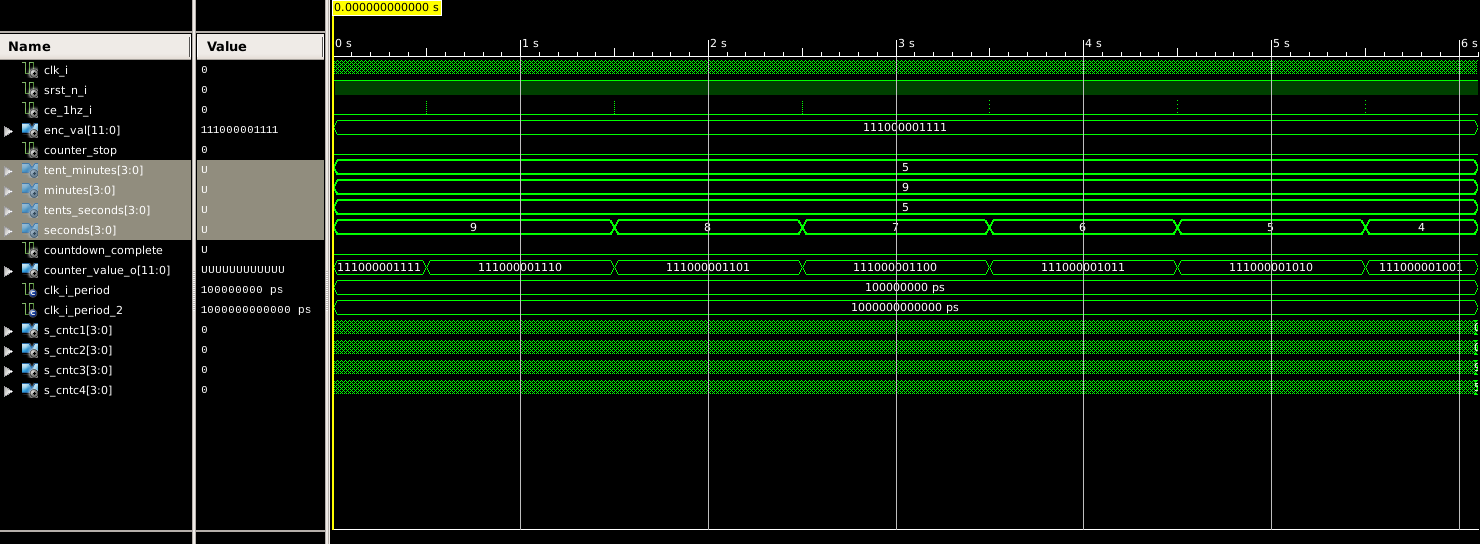 0.000000000000 s
Name Value
0 s 1 s 2 s 3 s 4 s 5 s 6 s
clk_i 0
srst_n_i 0
ce_1hz_i 0
enc_val[11:0] 111000001111 111000001111
counter_stop 0
tent_minutes[3:0] U 5
minutes[3:0] U 9
tents_seconds[3:0] U 5
seconds[3:0] U 9 8 7 6 5 4
countdown_complete U
counter_value_o[11:0] UUUUUUUUUUUU 111000001111 111000001110 111000001101 111000001100 111000001011 111000001010 111000001001
clk_i_period 100000000 ps 100000000 ps
clk_i_period_2 1000000000000 ps 1000000000000 ps
s_cntc1[3:0] 0
s_cntc2[3:0] 0
s_cntc3[3:0] 0
s_cntc4[3:0] 0